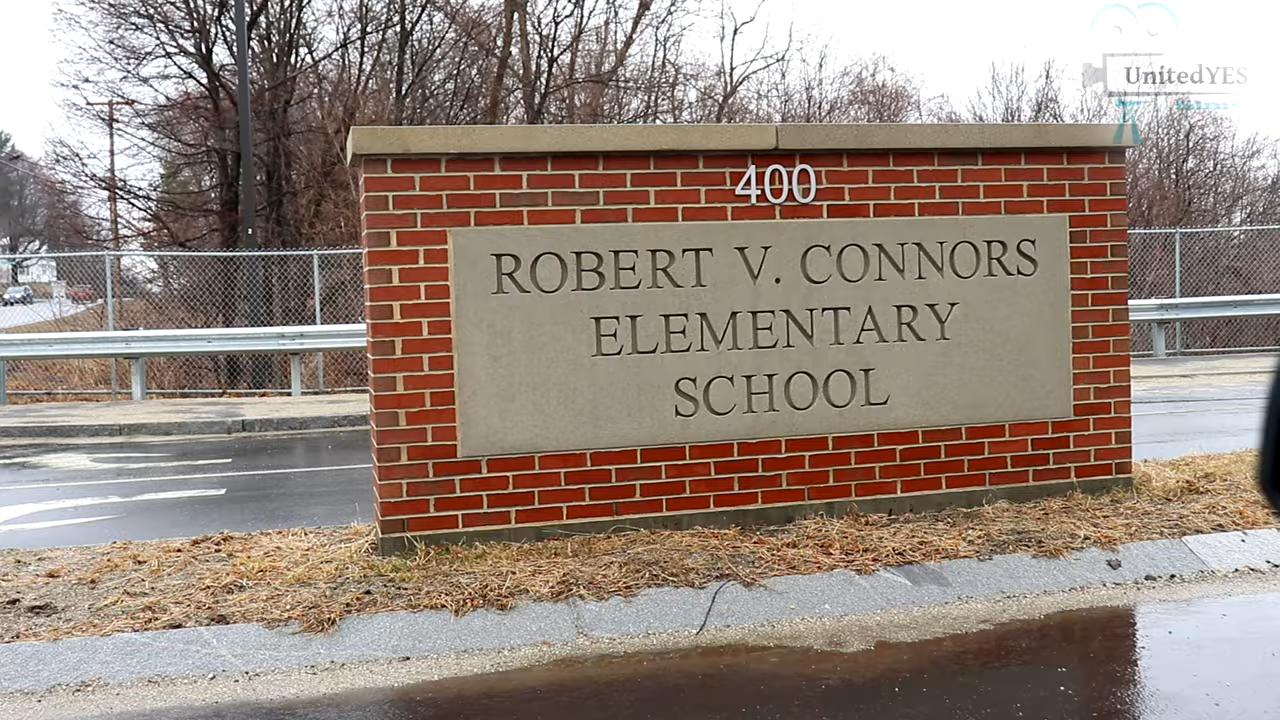 UnitedYES
400
ROBERT V. CONNORS
ELEMENTARY
SCHOOL